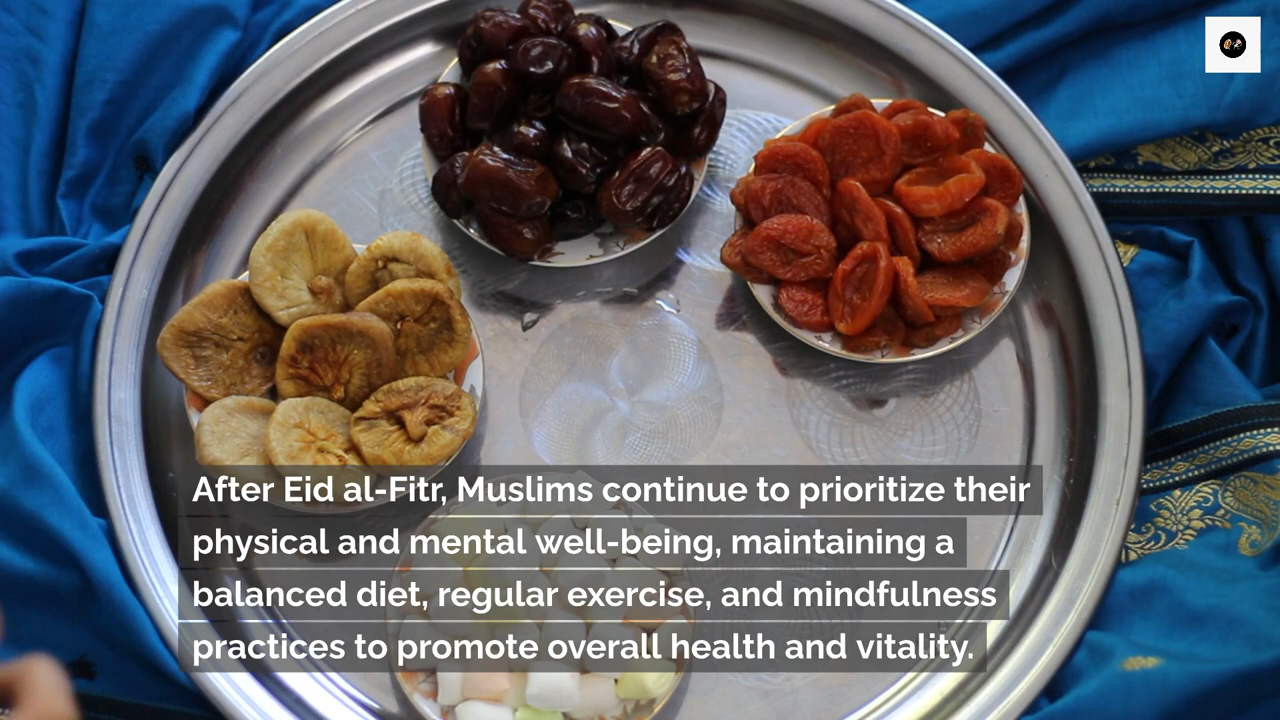 After Eid al-Fitr, Muslims continue to prioritize their
physical and mental well-being, maintaining a
balanced diet, regular exercise, and mindfulness
practices to promote overall health and vitality.